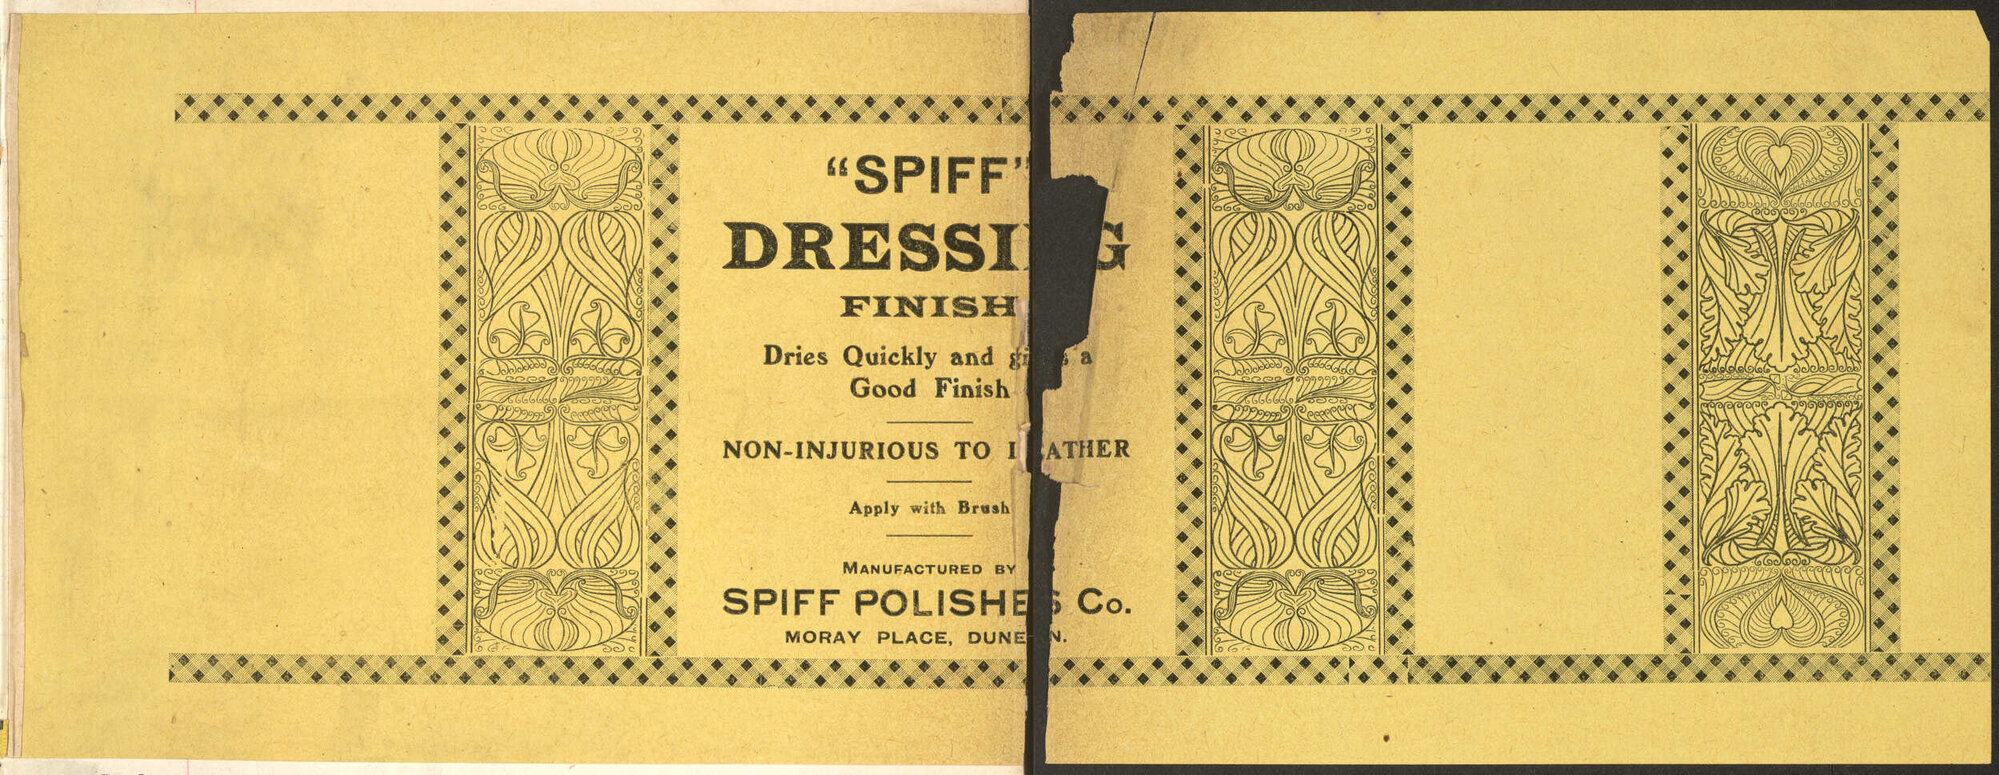 "SPIFF"
DRESSING
FINISH
Dries Quickly and gives a
Good Finish
NON-INJURIOUS TO LEATHER
Apply with Brush
MANUFACTURED BY
SPIFF POLISHES Co.
MORAY PLACE, DUNEDIN.